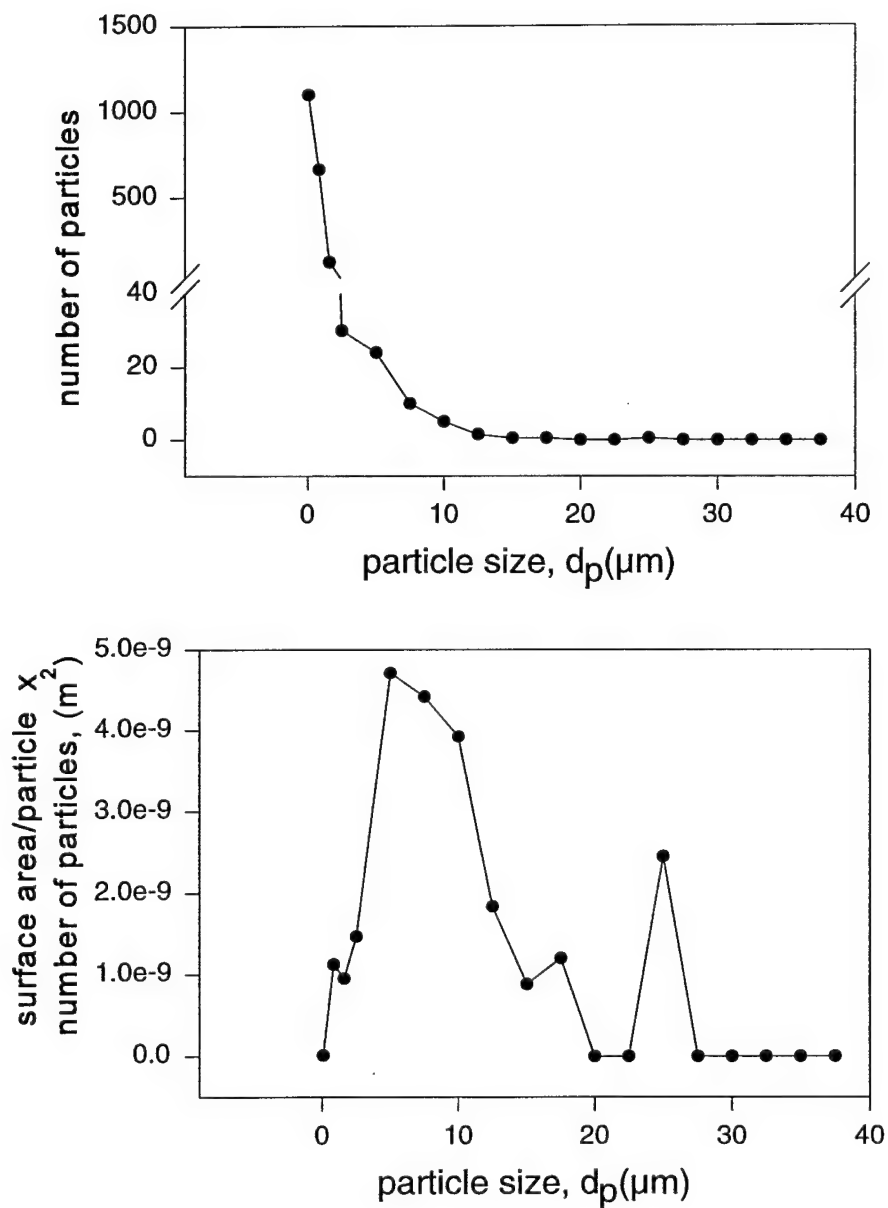 1500
1000
500
40
20
0
number of particles
0 10 20 30 40
particle size, dp(µm)
5.0e-9
4.0e-9
3.0e-9
2.0e-9
1.0e-9
0.0
surface area/particle x
number of particles, (m2)
0 10 20 30 40
particle size, dp(µm)